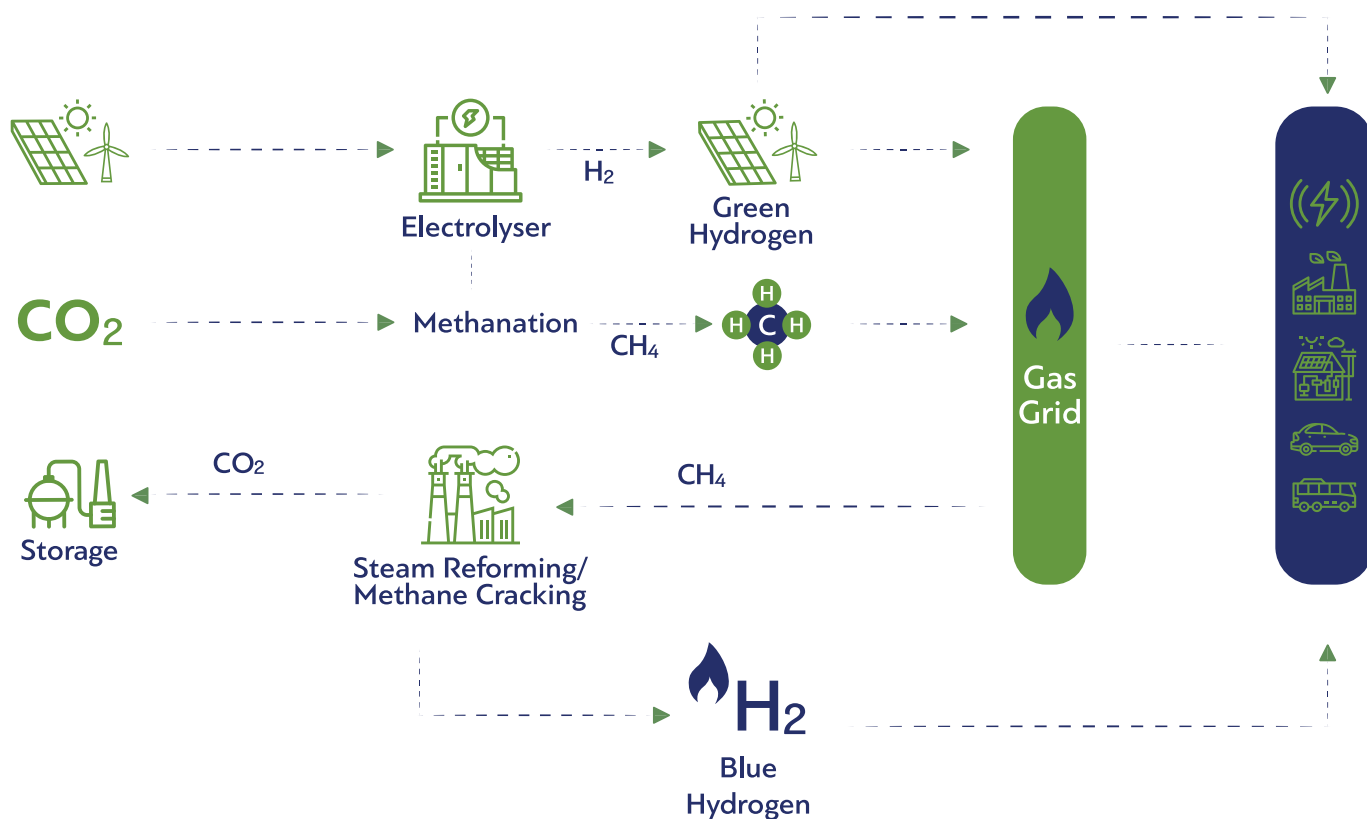 H₂
Electrolyser
Green
Hydrogen
CO₂
Methanation
CH₄
H
H
C
H
H
Gas
Grid
CO₂
CH₄
Storage
Steam Reforming/
Methane Cracking
H₂
Blue
Hydrogen